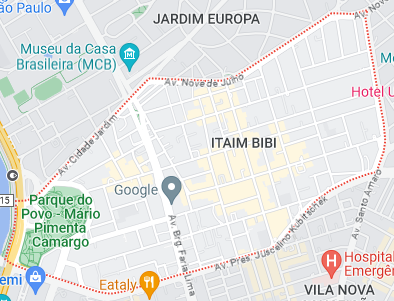 São Paulo
JARDIM EUROPA
Museu da Casa
Brasileira (MCB)
Av. Nove de Julho
Av. Cidade Jardim
Hotel U
ITAIM BIBI
Google
15
Parque do
Povo - Mário
Pimenta
Camargo
Av. Brg. Faria Lima
Av. Pres. Juscelino Kubitschek
Av. Santo Amaro
H
Hospital
Emergên
Eataly
VILA NOVA